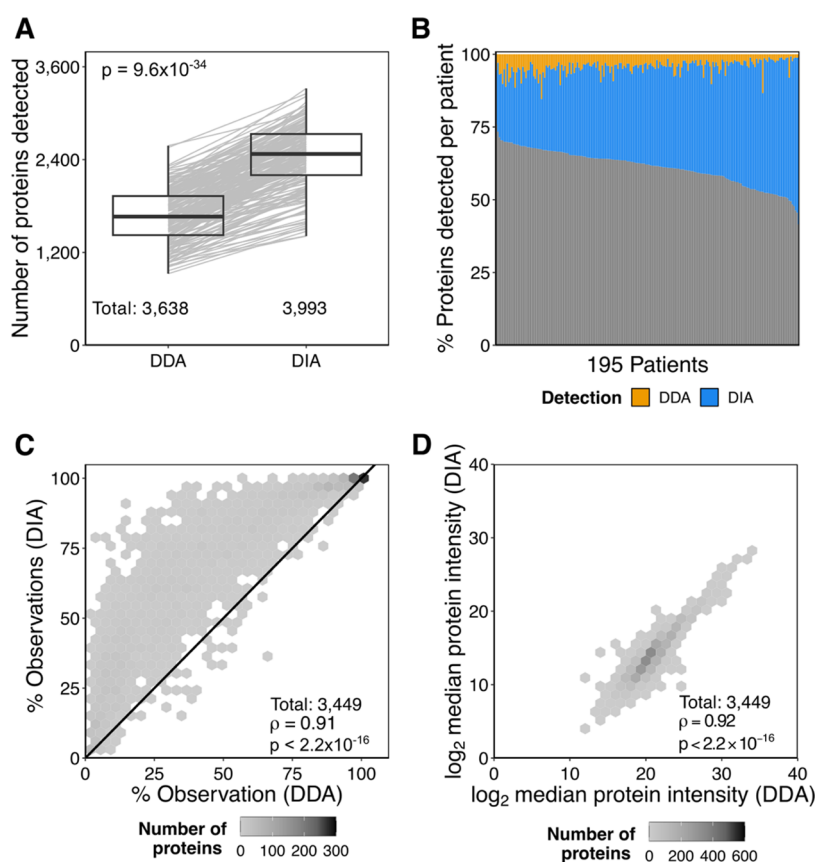 A
Number of proteins detected
3,600
2,400
1,200
0
p = 9.6x10⁻³⁴
Total: 3,638
3,993
DDA
DIA
B
% Proteins detected per patient
100
75
50
25
0
195 Patients
Detection DDA DIA
C
% Observations (DIA)
100
75
50
25
0
Total: 3,449
ρ = 0.91
p < 2.2x10⁻¹⁶
0 25 50 75 100
% Observation (DDA)
Number of proteins
0 100 200 300
D
log₂ median protein intensity (DIA)
40
30
20
10
0
Total: 3,449
ρ = 0.92
p < 2.2 × 10⁻¹⁶
0 10 20 30 40
log₂ median protein intensity (DDA)
Number of proteins
0 200 400 600